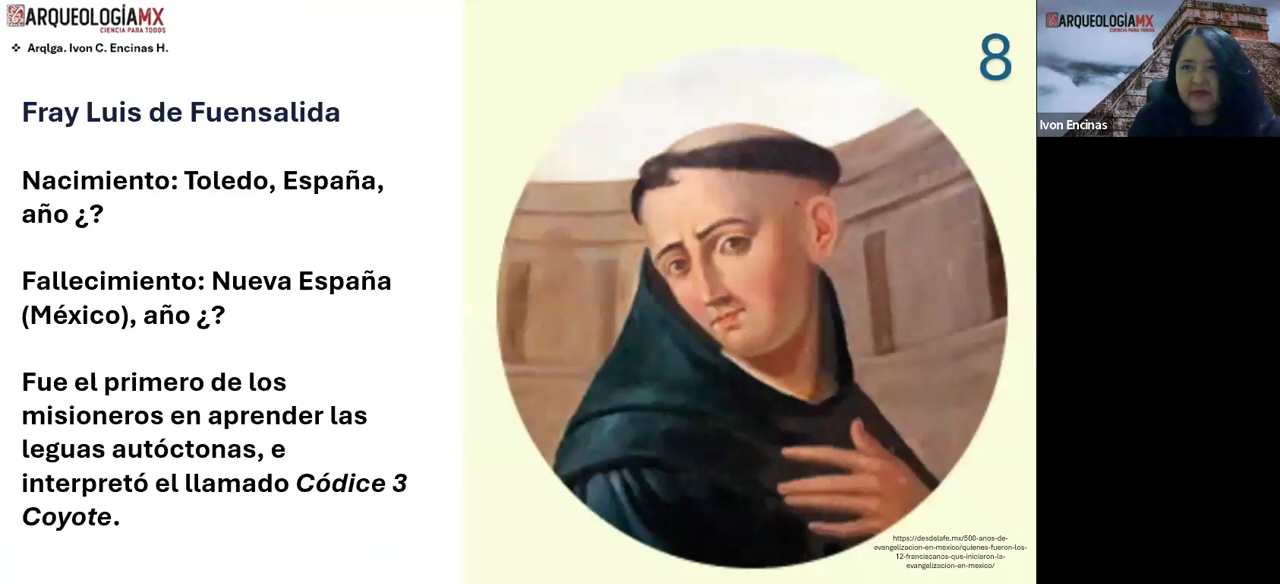 ARQUEOLOGÍAMX
CIENCIA PARA TODOS
❖ Arqlga. Ivon C. Encinas H.
Fray Luis de Fuensalida
Nacimiento: Toledo, España,
año ¿?
Fallecimiento: Nueva España
(México), año ¿?
Fue el primero de los
misioneros en aprender las
leguas autóctonas, e
interpretó el llamado Códice 3
Coyote.
8
https://desdelafe.mx/500-anos-de-
evangelizacion-en-mexico/quienes-fueron-los-
12-franciscanos-que-iniciaron-la-
evangelizacion-en-mexico/
ARQUEOLOGÍAMX
CIENCIA PARA TODOS
Ivon Encinas